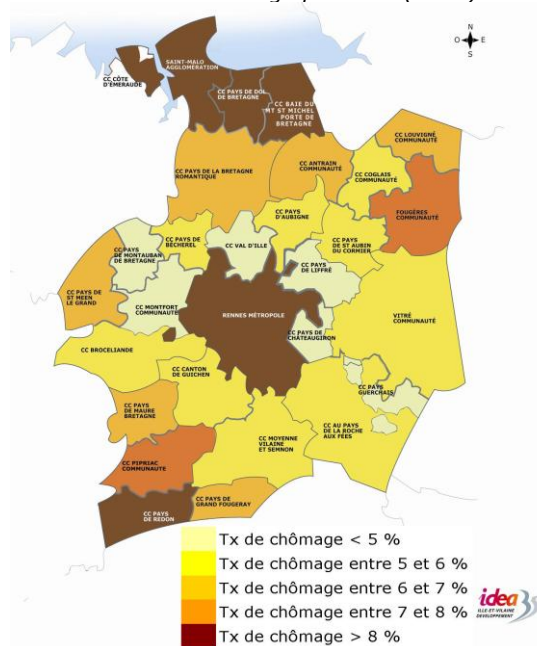 N
O E
S
SAINT-MALO
AGGLOMÉRATION
CC CÔTE
D'ÉMERAUDE
CC PAYS DE DOL
DE BRETAGNE
CC BAIE DU
MT ST MICHEL
PORTE DE
BRETAGNE
CC LOUVIGNÉ
COMMUNAUTÉ
CC ANTRAIN
COMMUNAUTÉ
CC COGLAIS
COMMUNAUTÉ
CC PAYS DE LA BRETAGNE
ROMANTIQUE
FOUGÈRES
COMMUNAUTÉ
CC PAYS
D'AUBIGNE
CC PAYS DE
BÉCHEREL
CC VAL D'ILLE
CC PAYS
DE ST AUBIN
DU CORMIER
CC PAYS
DE MONTAUBAN
DE BRETAGNE
CC PAYS
DE LIFFRÉ
CC PAYS DE
ST MEEN
LE GRAND
CC MONTFORT
COMMUNAUTÉ
RENNES MÉTROPOLE
VITRÉ
COMMUNAUTÉ
CC PAYS DE
CHÂTEAUGIRON
CC BROCELIANDE
CC CANTON
DE GUICHEN
CC PAYS
GUERCHAIS
CC PAYS
DE MAURE
BRETAGNE
CC AU PAYS
DE LA ROCHE
AUX FÉES
CC MOYENNE
VILAINE
ET SEMNON
CC PIPRIAC
COMMUNAUTÉ
CC PAYS DE
GRAND FOUGERAY
CC PAYS
DE REDON
Tx de chômage < 5 %
Tx de chômage entre 5 et 6 %
Tx de chômage entre 6 et 7 %
Tx de chômage entre 7 et 8 %
Tx de chômage > 8 %
idea
ILLE-ET-VILAINE
DÉVELOPPEMENT